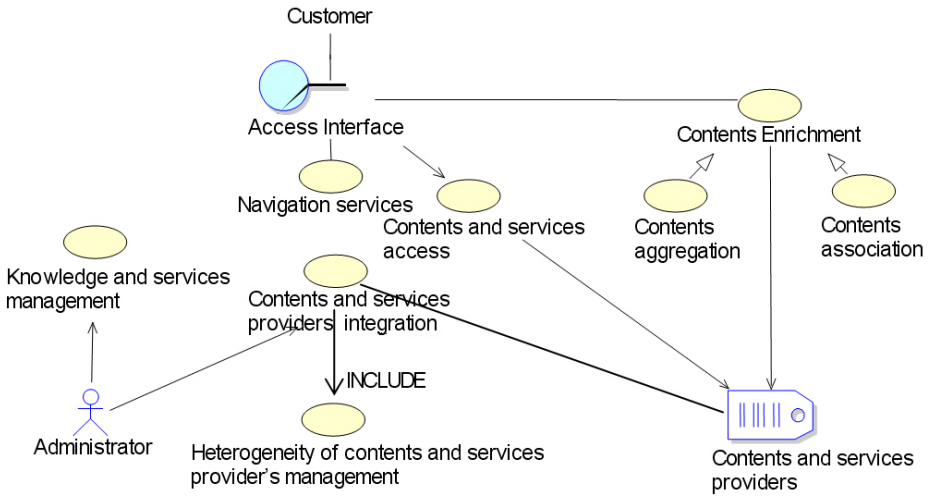 Customer
Access Interface
Contents Enrichment
Navigation services
Contents and services
access
Contents
aggregation
Contents
association
Knowledge and services
management
Contents and services
providers integration
INCLUDE
Administrator
Heterogeneity of contents and services
provider's management
Contents and services
providers